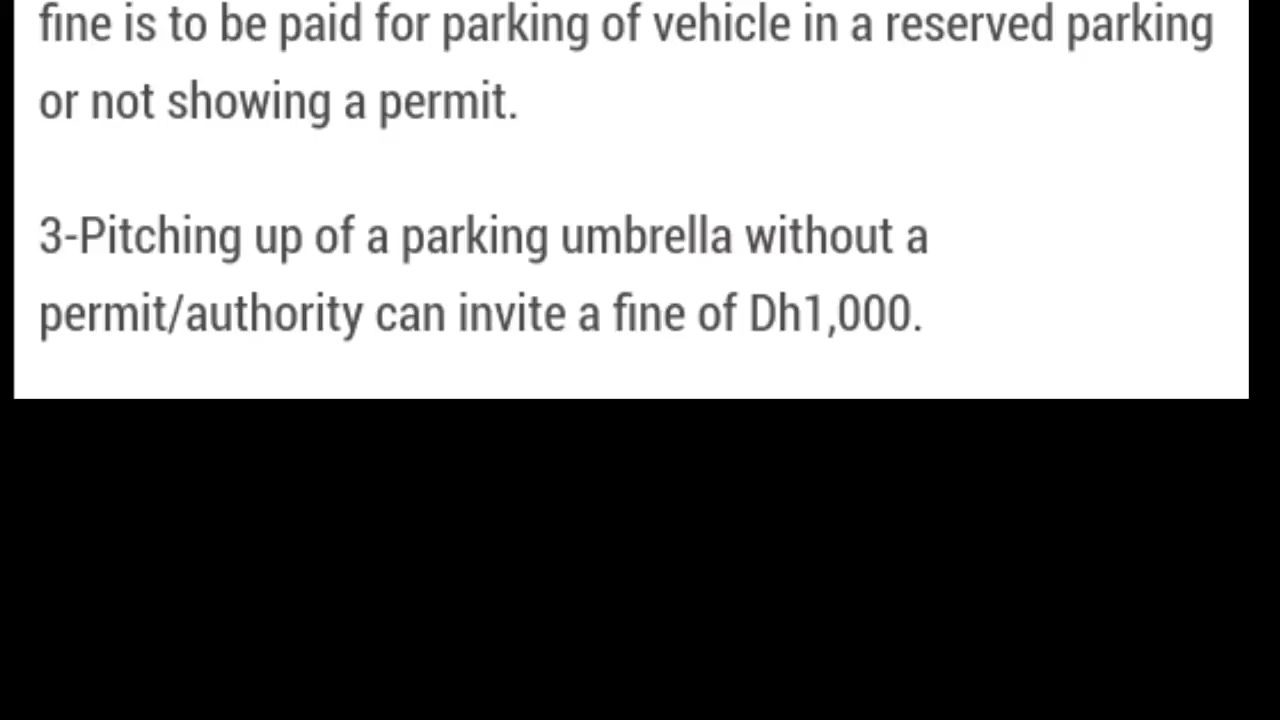 fine is to be paid for parking of vehicle in a reserved parking
or not showing a permit.
3-Pitching up of a parking umbrella without a
permit/authority can invite a fine of Dh1,000.